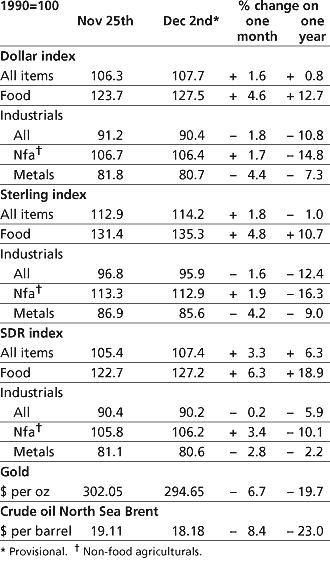 1990=100 % change on
Nov 25th Dec 2nd* one one
month year
Dollar index
All items 106.3 107.7 + 1.6 + 0.8
Food 123.7 127.5 + 4.6 + 12.7
Industrials
All 91.2 90.4 – 1.8 – 10.8
Nfa† 106.7 106.4 + 1.7 – 14.8
Metals 81.8 80.7 – 4.4 – 7.3
Sterling index
All items 112.9 114.2 + 1.8 – 1.0
Food 131.4 135.3 + 4.8 + 10.7
Industrials
All 96.8 95.9 – 1.6 – 12.4
Nfa† 113.3 112.9 + 1.9 – 16.3
Metals 86.9 85.6 – 4.2 – 9.0
SDR index
All items 105.4 107.4 + 3.3 + 6.3
Food 122.7 127.2 + 6.3 + 18.9
Industrials
All 90.4 90.2 – 0.2 – 5.9
Nfa† 105.8 106.2 + 3.4 – 10.1
Metals 81.1 80.6 – 2.8 – 2.2
Gold
$ per oz 302.05 294.65 – 6.7 – 19.7
Crude oil North Sea Brent
$ per barrel 19.11 18.18 – 8.4 – 23.0
* Provisional. † Non-food agriculturals.